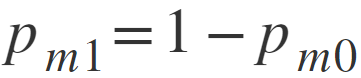 p_{m1} = 1 − p_{m0}